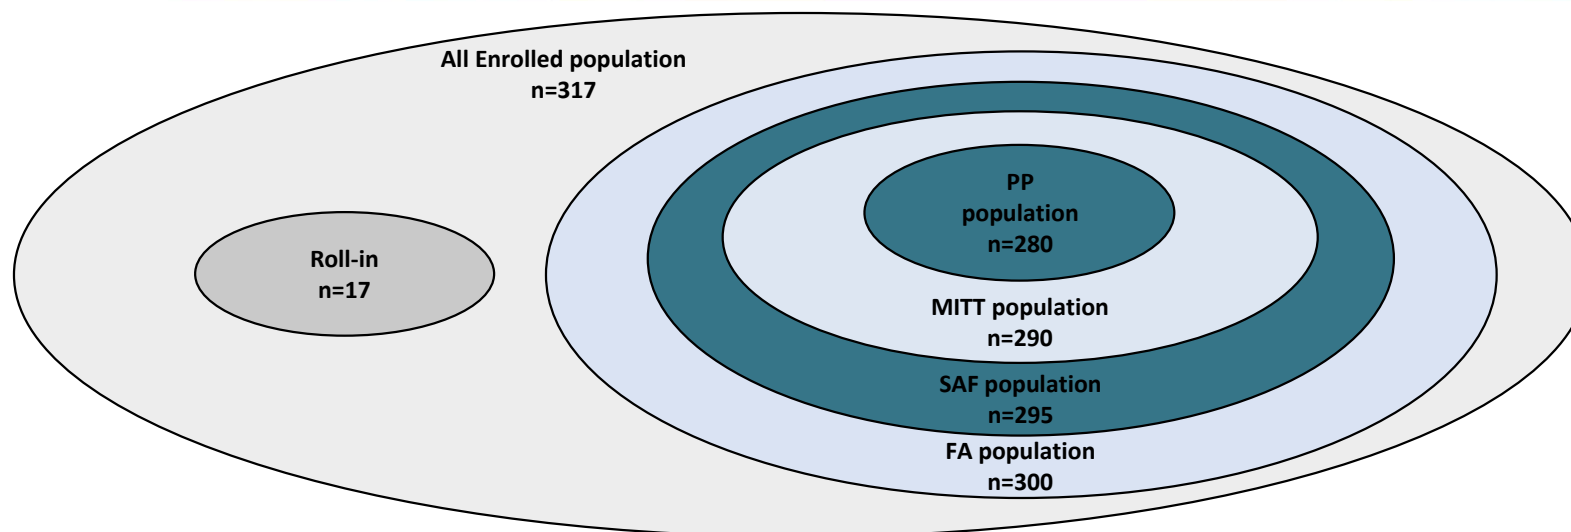 All Enrolled population
n=317
Roll-in
n=17
PP
population
n=280
MITT population
n=290
SAF population
n=295
FA population
n=300